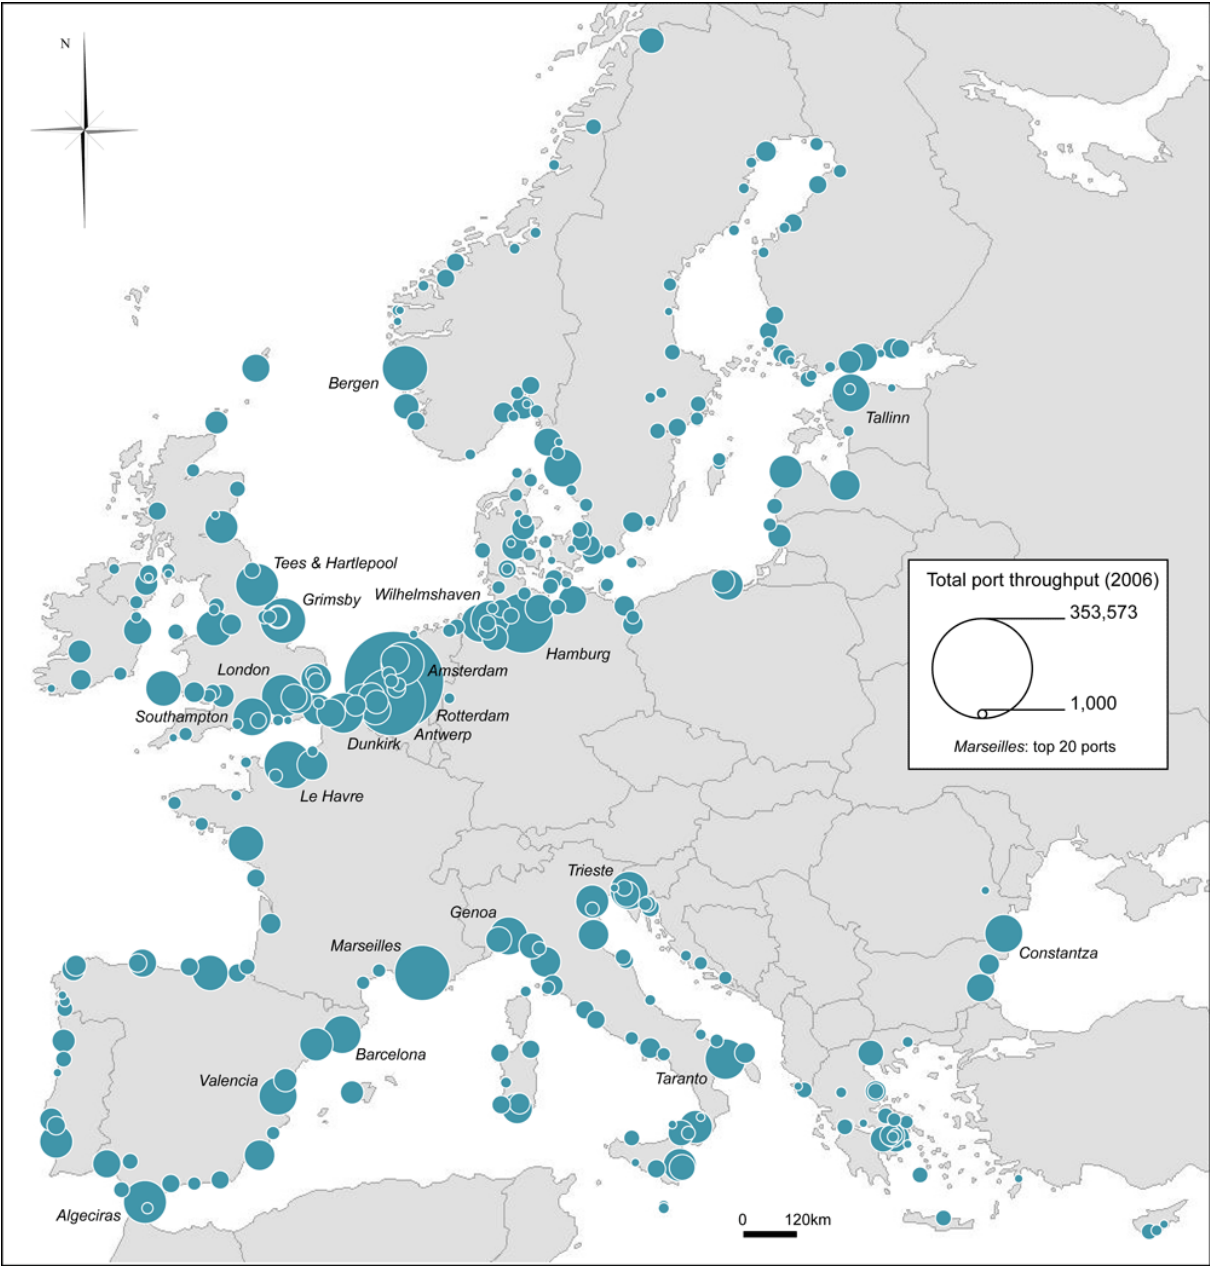 N
Bergen
Tallinn
Tees & Hartlepool
Grimsby
Wilhelmshaven
Hamburg
London
Amsterdam
Southampton
Rotterdam
Antwerp
Dunkirk
Le Havre
Total port throughput (2006)
353,573
1,000
Marseilles: top 20 ports
Trieste
Genoa
Marseilles
Constantza
Barcelona
Valencia
Taranto
Algeciras
0 120km